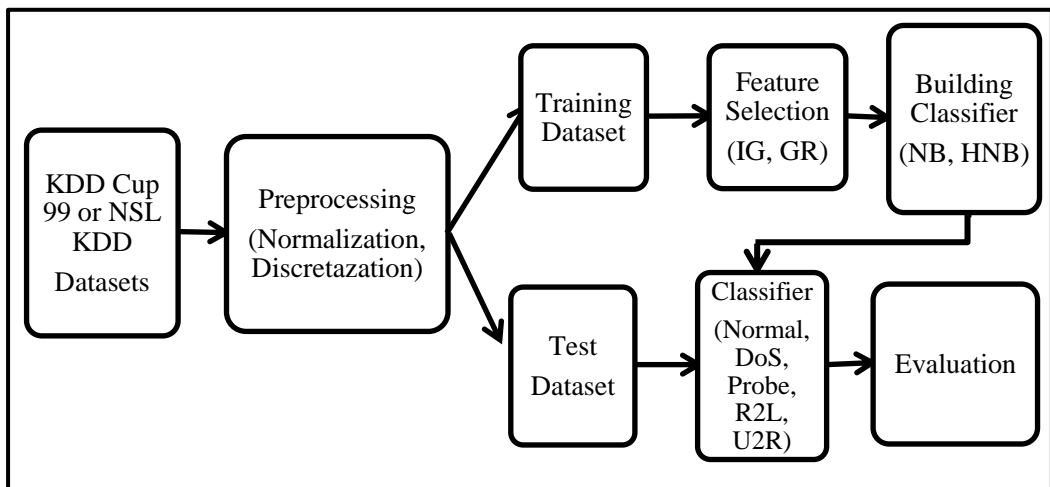 KDD Cup
99 or NSL
KDD
Datasets
Preprocessing
(Normalization,
Discretazation)
Training
Dataset
Feature
Selection
(IG, GR)
Building
Classifier
(NB, HNB)
Test
Dataset
Classifier
(Normal,
DoS,
Probe,
R2L,
U2R)
Evaluation